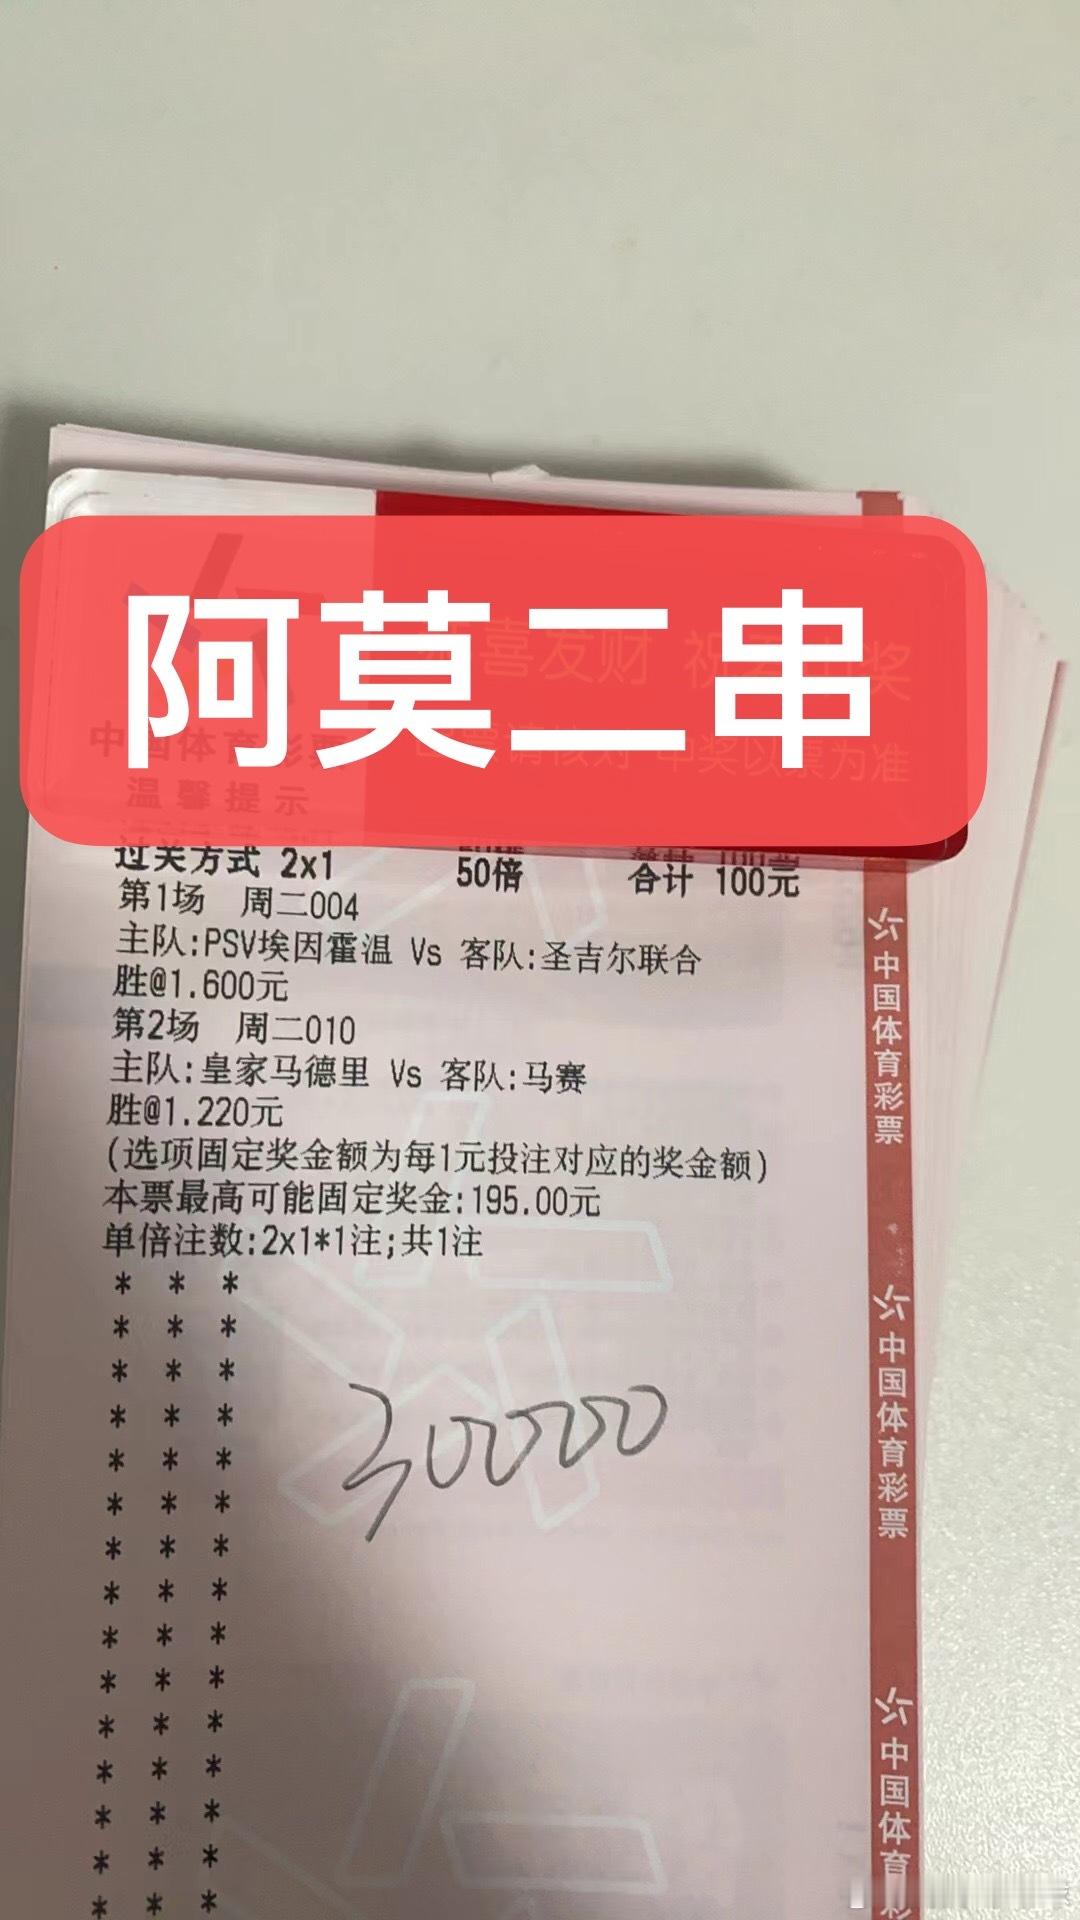 阿莫二串
喜发财 祝 奖
票请核对 中奖以票为准
中国体育彩票
温馨提示
过关方式 2x1 50倍 合计 100元
第1场 周二004
主队:PSV埃因霍温 Vs 客队:圣吉尔联合
胜@1.600元
第2场 周二010
主队:皇家马德里 Vs 客队:马赛
胜@1.220元
(选项固定奖金额为每1元投注对应的奖金额)
本票最高可能固定奖金:195.00元
单倍注数:2x1*1注;共1注
30000
中国体育彩票
中国体育彩票
中国体育